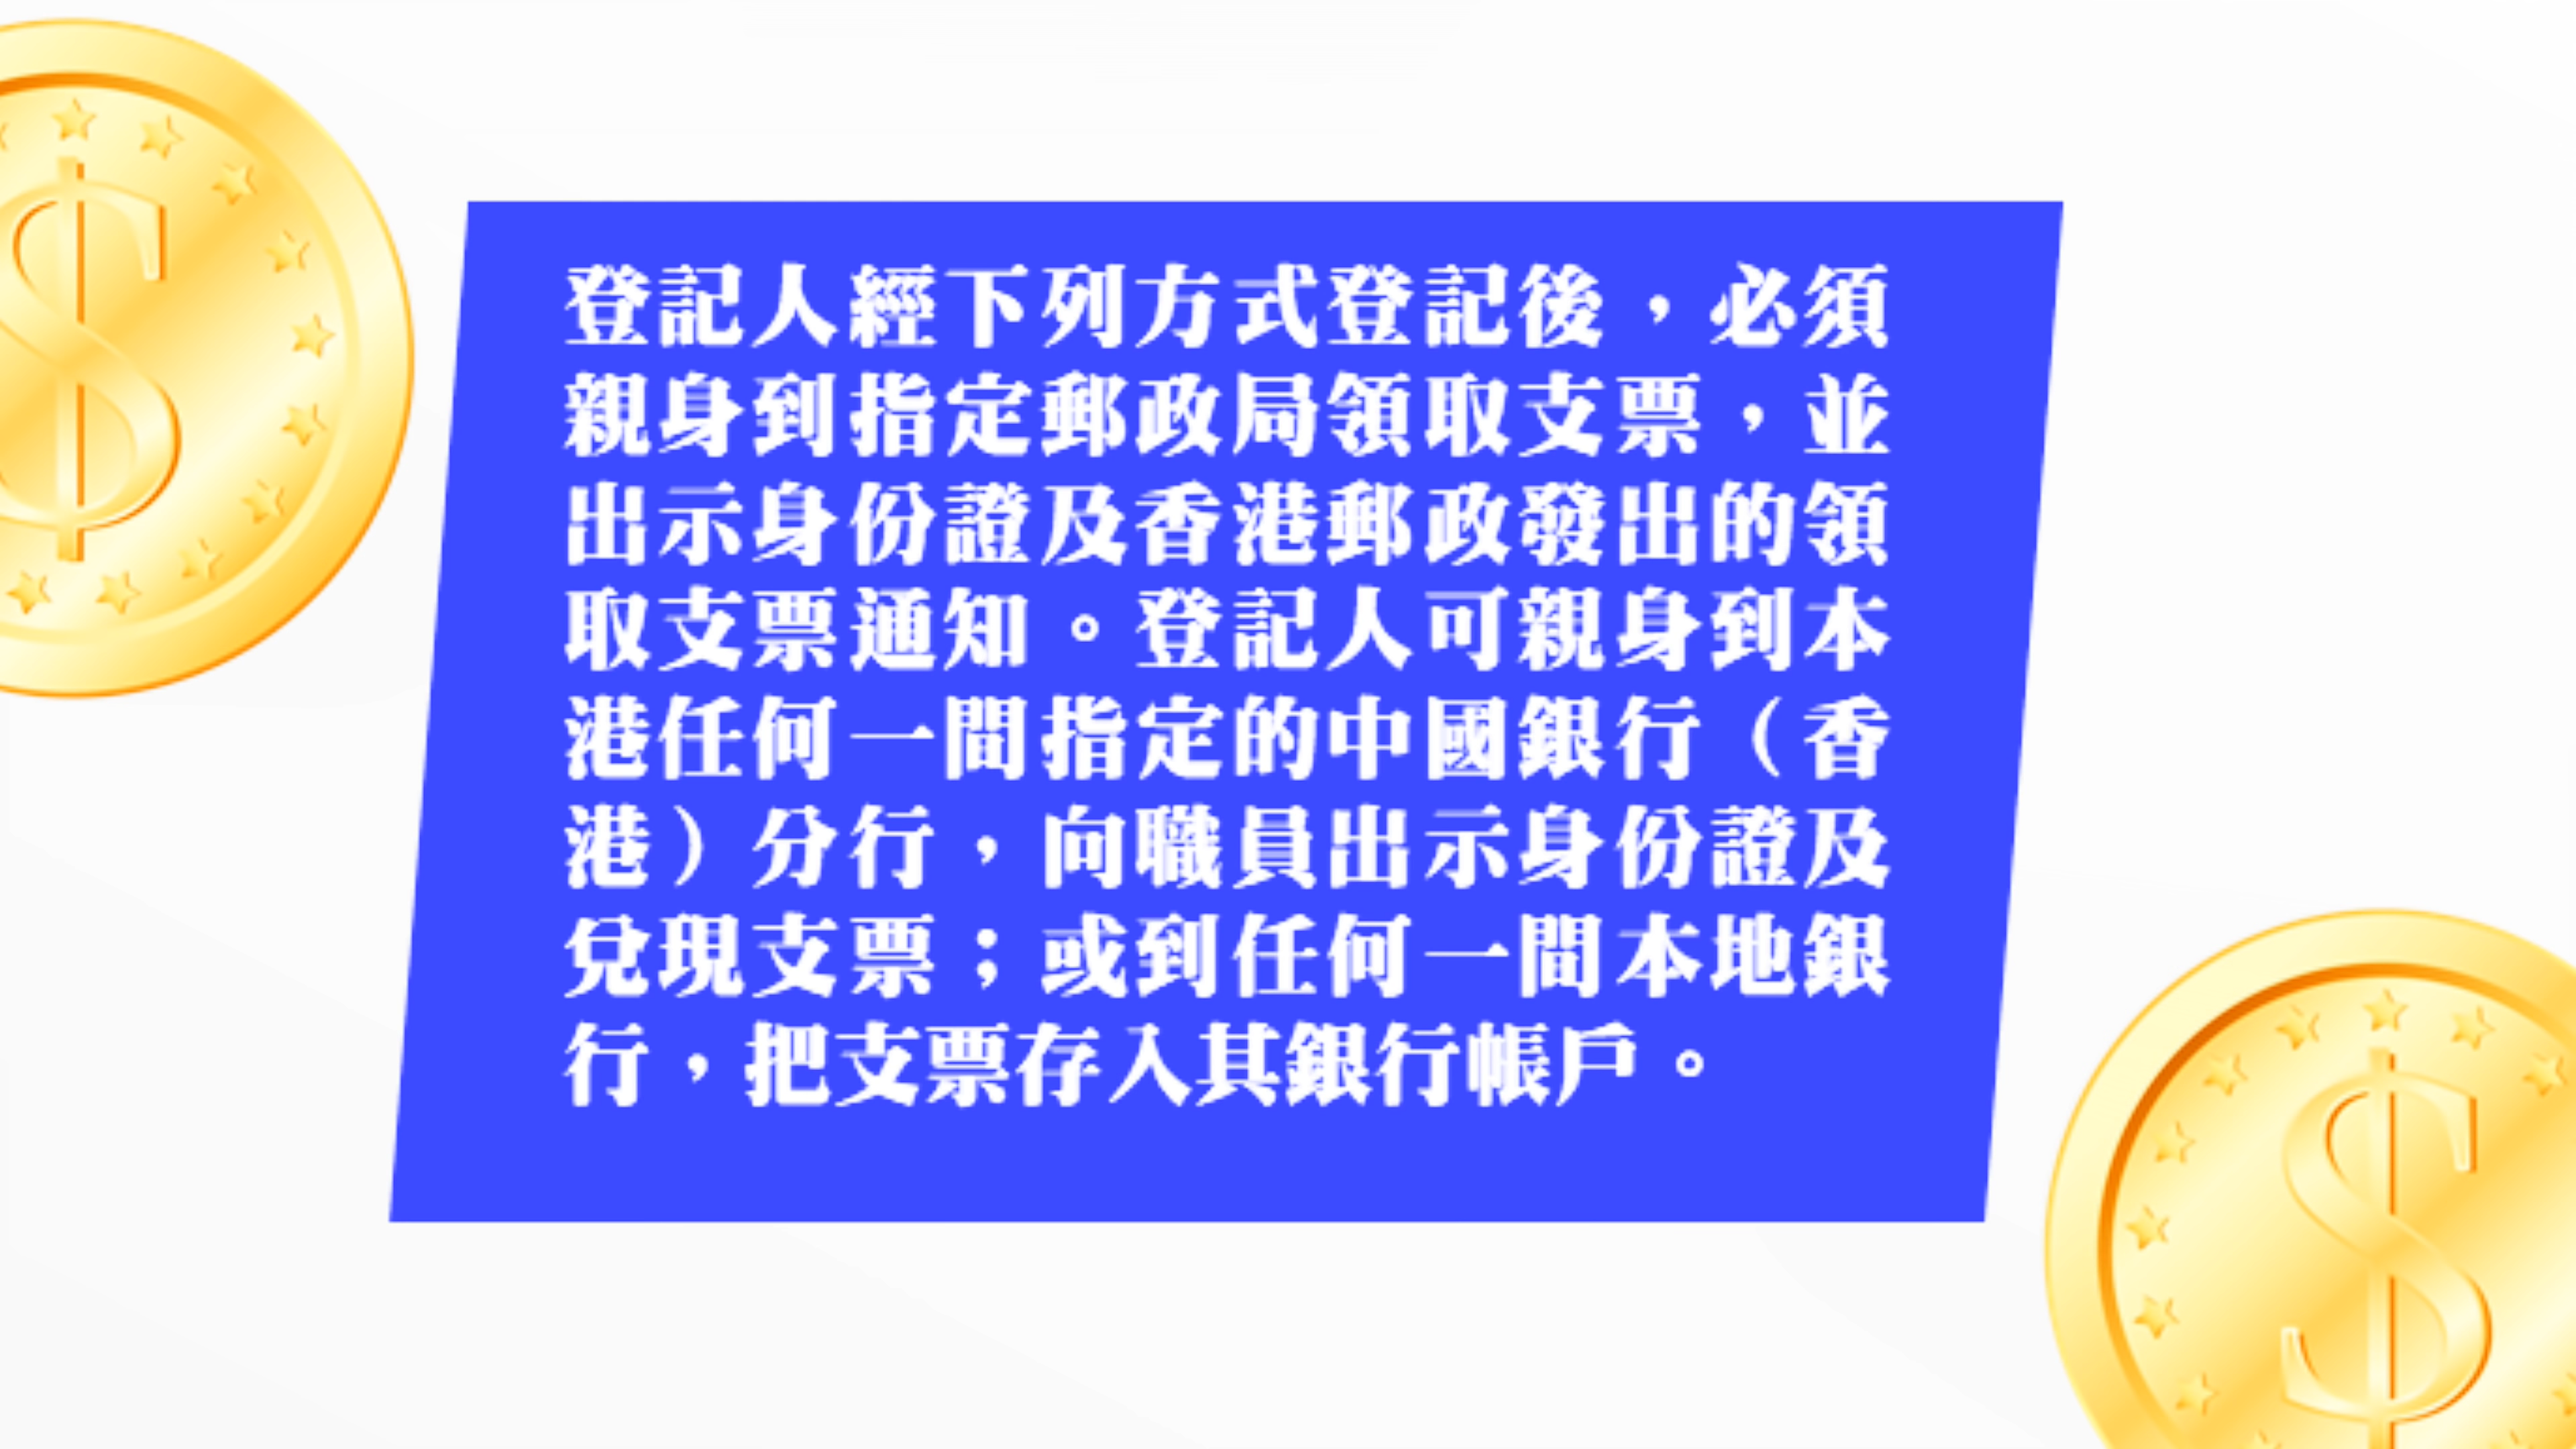 登記人經下列方式登記後，必須
親身到指定郵政局領取支票，並
出示身份證及香港郵政發出的領
取支票通知。登記人可親身到本
港任何一間指定的中國銀行（香
港）分行，向職員出示身份證及
兌現支票；或到任何一間本地銀
行，把支票存入其銀行帳戶。